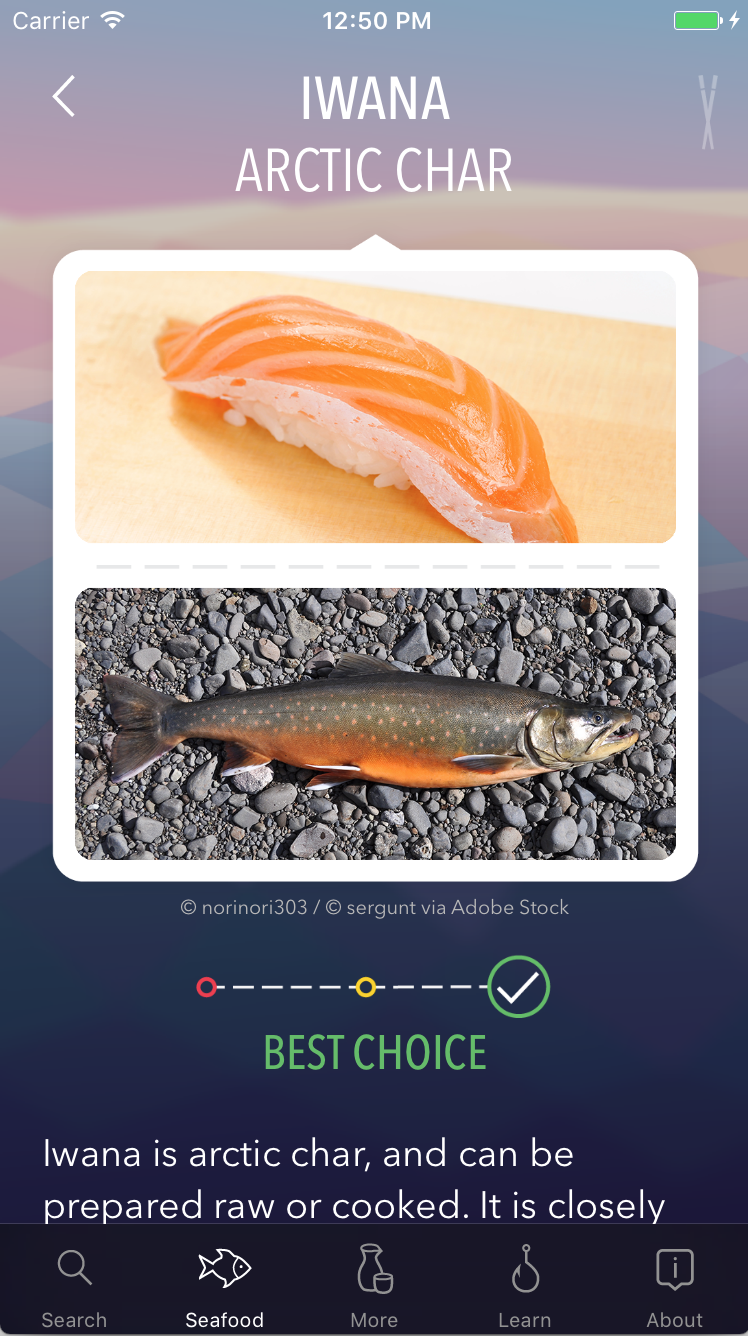 Carrier 12:50 PM
IWANA
ARCTIC CHAR
© norinori303 / © sergunt via Adobe Stock
BEST CHOICE
Iwana is arctic char, and can be
prepared raw or cooked. It is closely
Search Seafood More Learn About